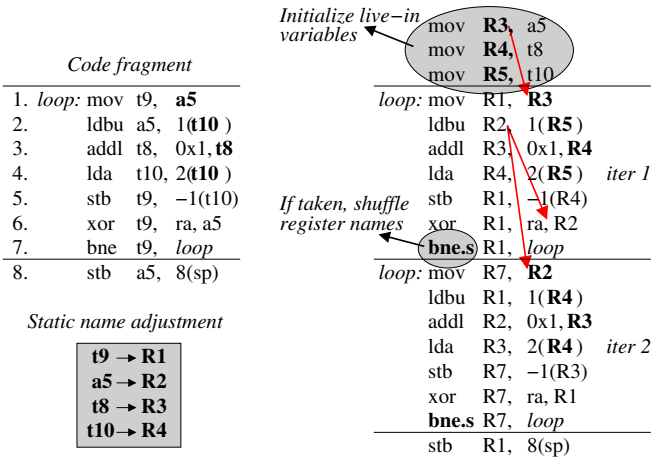 Code fragment
1. loop: mov t9, a5
2. ldbu a5, 1(t10 )
3. addl t8, 0x1, t8
4. lda t10, 2(t10 )
5. stb t9, −1(t10)
6. xor t9, ra, a5
7. bne t9, loop
8. stb a5, 8(sp)
Static name adjustment
t9 → R1
a5 → R2
t8 → R3
t10 → R4
Initialize live−in
variables
mov R3, a5
mov R4, t8
mov R5, t10
loop: mov R1, R3
ldbu R2, 1( R5 )
addl R3, 0x1, R4
lda R4, 2( R5 ) iter 1
stb R1, −1(R4)
xor R1, ra, R2
If taken, shuffle
register names
bne.s R1, loop
loop: mov R7, R2
ldbu R1, 1( R4 )
addl R2, 0x1, R3
lda R3, 2( R4 ) iter 2
stb R7, −1(R3)
xor R7, ra, R1
bne.s R7, loop
stb R1, 8(sp)